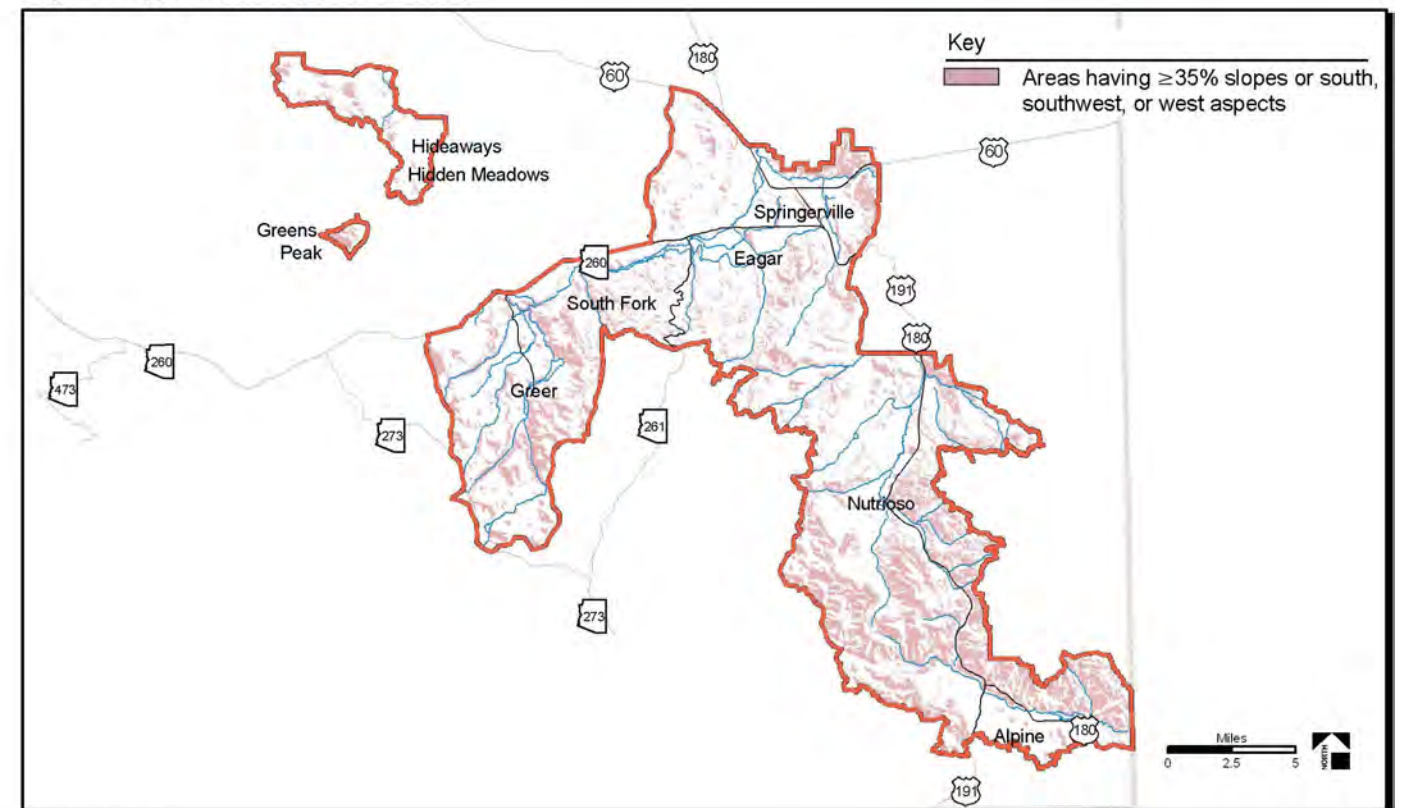 Key
Areas having ≥35% slopes or south,
southwest, or west aspects
180
60
60
Hideaways
Hidden Meadows
Springerville
Greens
Peak
Eagar
260
191
South Fork
180
260
473
Greer
273
261
Nutrioso
273
Alpine
180
Miles
0 2.5 5
NORTH
191